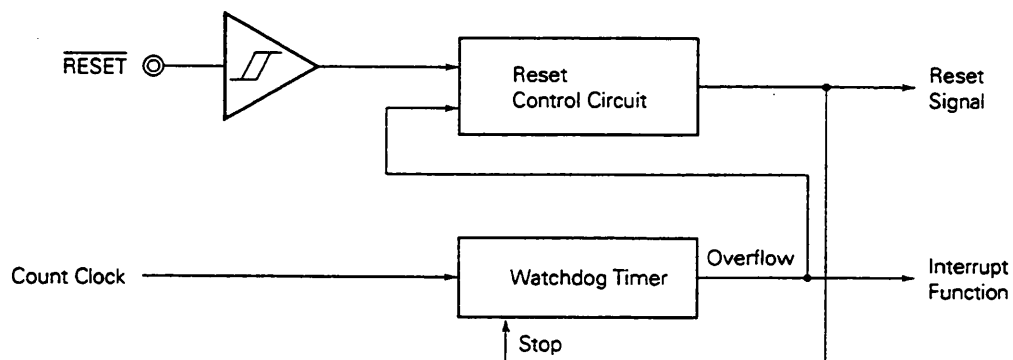 RESET
Reset
Control Circuit
Reset
Signal
Count Clock
Watchdog Timer
Overflow
Interrupt
Function
Stop